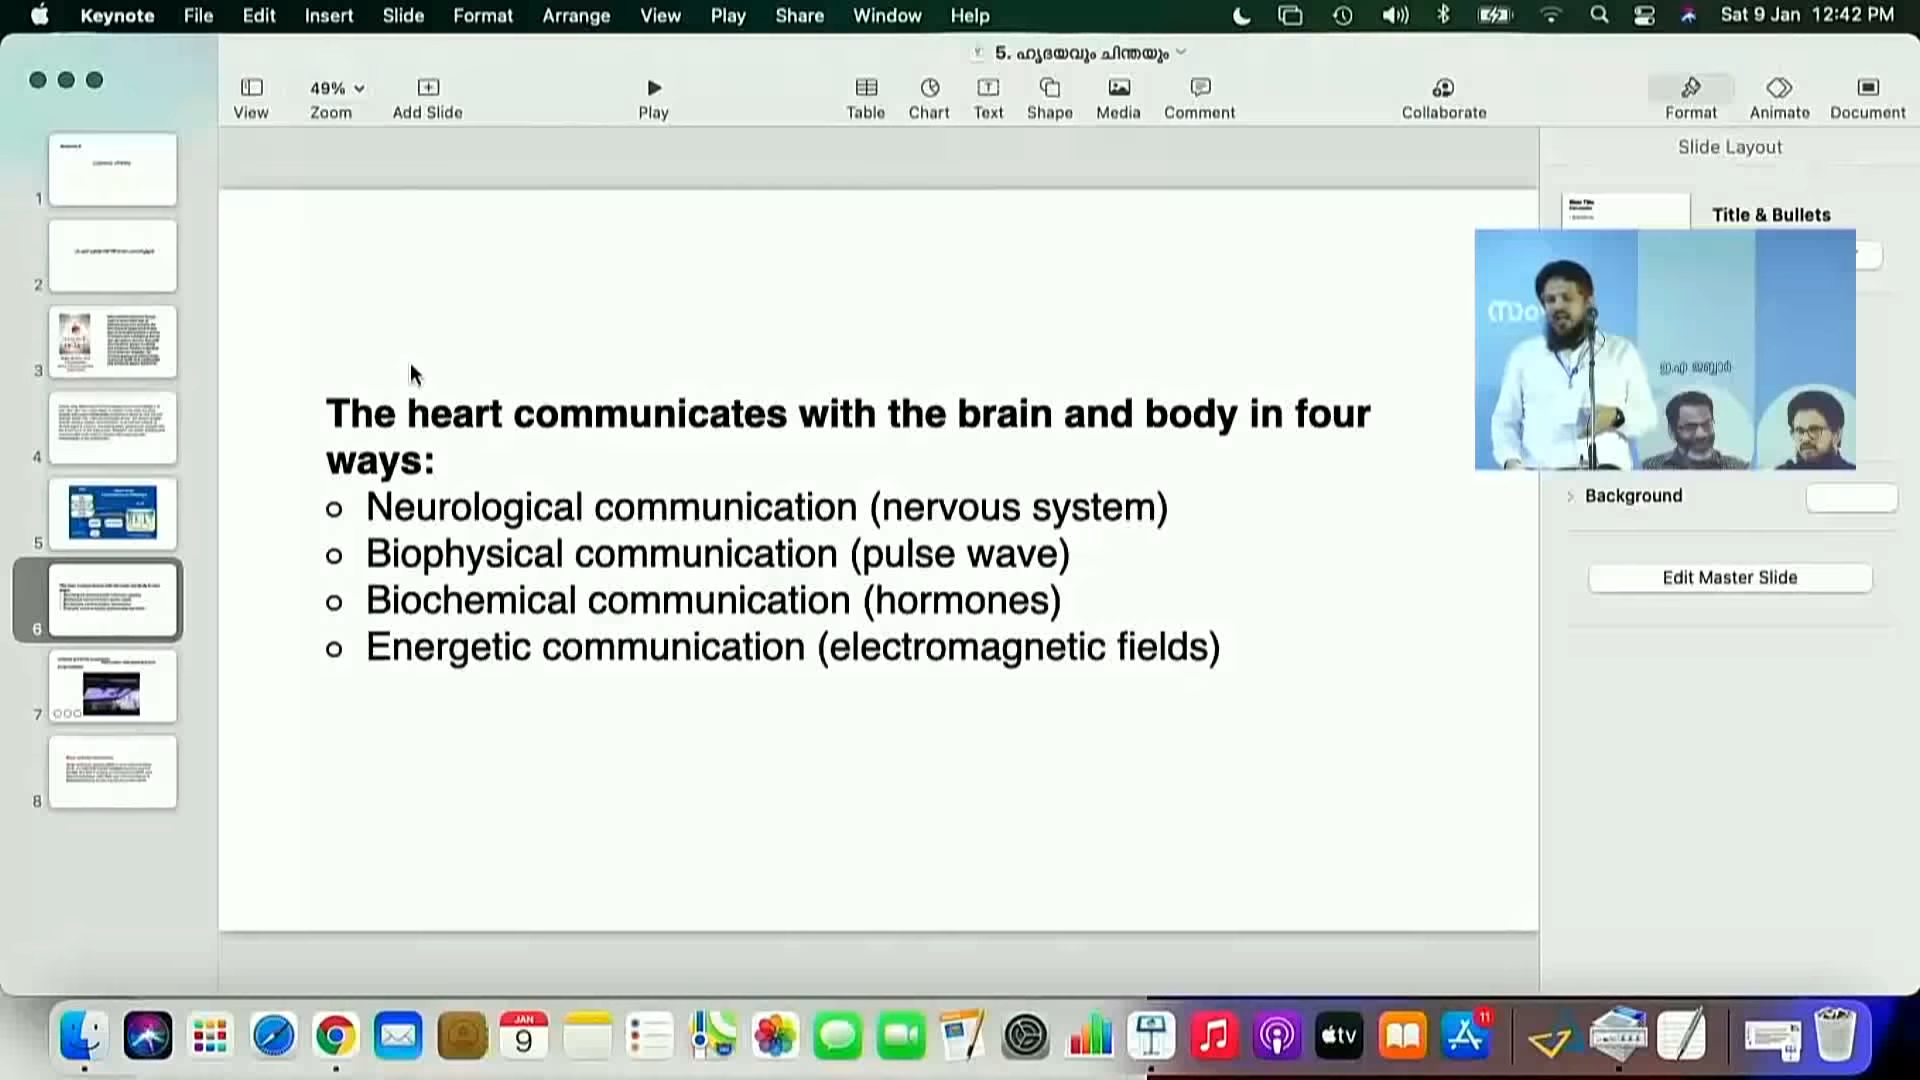 Keynote File Edit Insert Slide Format Arrange View Play Share Window Help Sat 9 Jan 12:42 PM
5. ഹൃദയവും ചിന്തയും
49%
View Zoom Add Slide Play Table Chart Text Shape Media Comment Collaborate Format Animate Document
Slide Layout
Title & Bullets
1
2
3
4
5
6
7
8
The heart communicates with the brain and body in four
ways:
Neurological communication (nervous system)
Biophysical communication (pulse wave)
Biochemical communication (hormones)
Energetic communication (electromagnetic fields)
ഇ.എ ജബ്ബാർ
Background
Edit Master Slide
JAN
9
tv
11